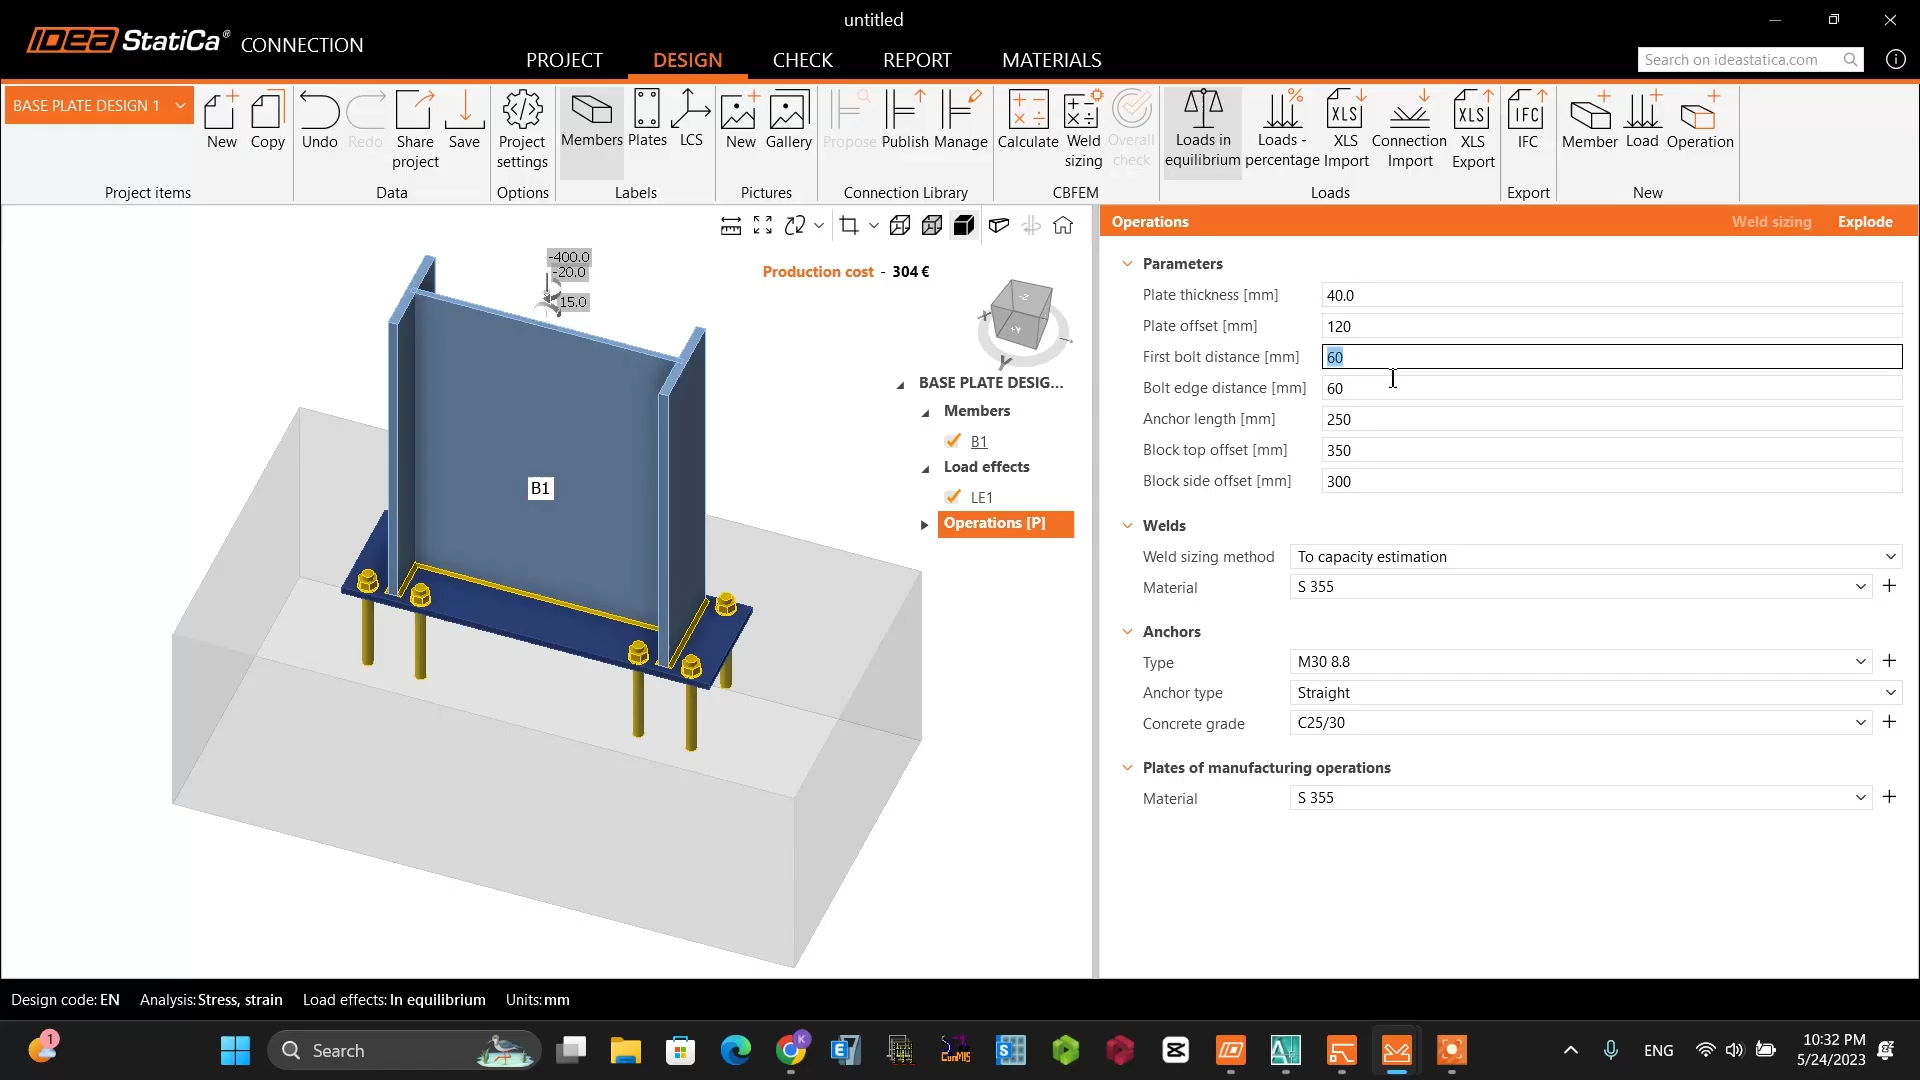 untitled
IDEA StatiCa® CONNECTION
PROJECT DESIGN CHECK REPORT MATERIALS
Search on ideastatica.com
BASE PLATE DESIGN 1
New Copy Undo Redo Share project Save Project settings Members Plates LCS New Gallery Propose Publish Manage Calculate Weld sizing Overall check Loads in equilibrium Loads - percentage XLS Import Connection Import XLS Export IFC Member Load Operation
Project items Data Options Labels Pictures Connection Library CBFEM Loads Export New
Operations Weld sizing Explode
Production cost - 304 €
-400.0
-20.0
15.0
B1
-Z
+Y
X
Y
BASE PLATE DESIG...
Members
B1
Load effects
LE1
Operations [P]
Parameters
Plate thickness [mm] 40.0
Plate offset [mm] 120
First bolt distance [mm] 60
Bolt edge distance [mm] 60
Anchor length [mm] 250
Block top offset [mm] 350
Block side offset [mm] 300
Welds
Weld sizing method To capacity estimation
Material S 355
Anchors
Type M30 8.8
Anchor type Straight
Concrete grade C25/30
Plates of manufacturing operations
Material S 355
Design code: EN Analysis: Stress, strain Load effects: In equilibrium Units: mm
1
Search
ENG
10:32 PM
5/24/2023